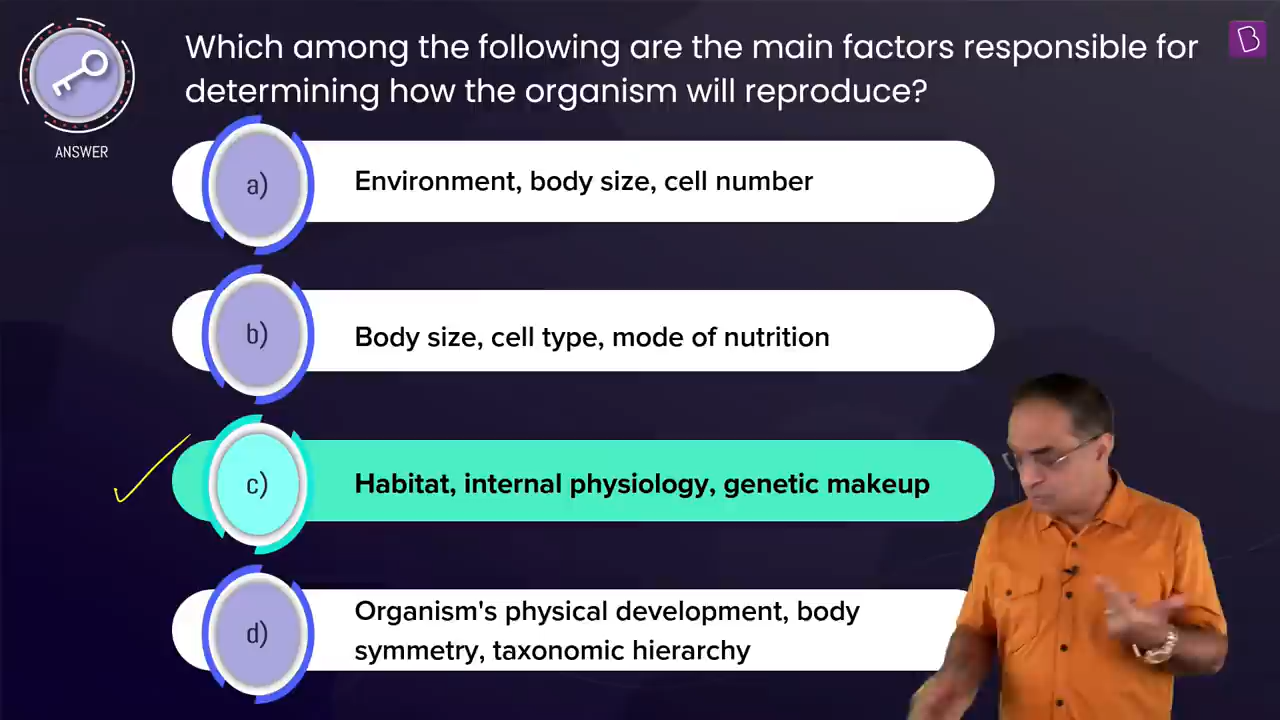 Which among the following are the main factors responsible for
determining how the organism will reproduce?
ANSWER
a)
Environment, body size, cell number
b)
Body size, cell type, mode of nutrition
c)
Habitat, internal physiology, genetic makeup
d)
Organism's physical development, body
symmetry, taxonomic hierarchy
B